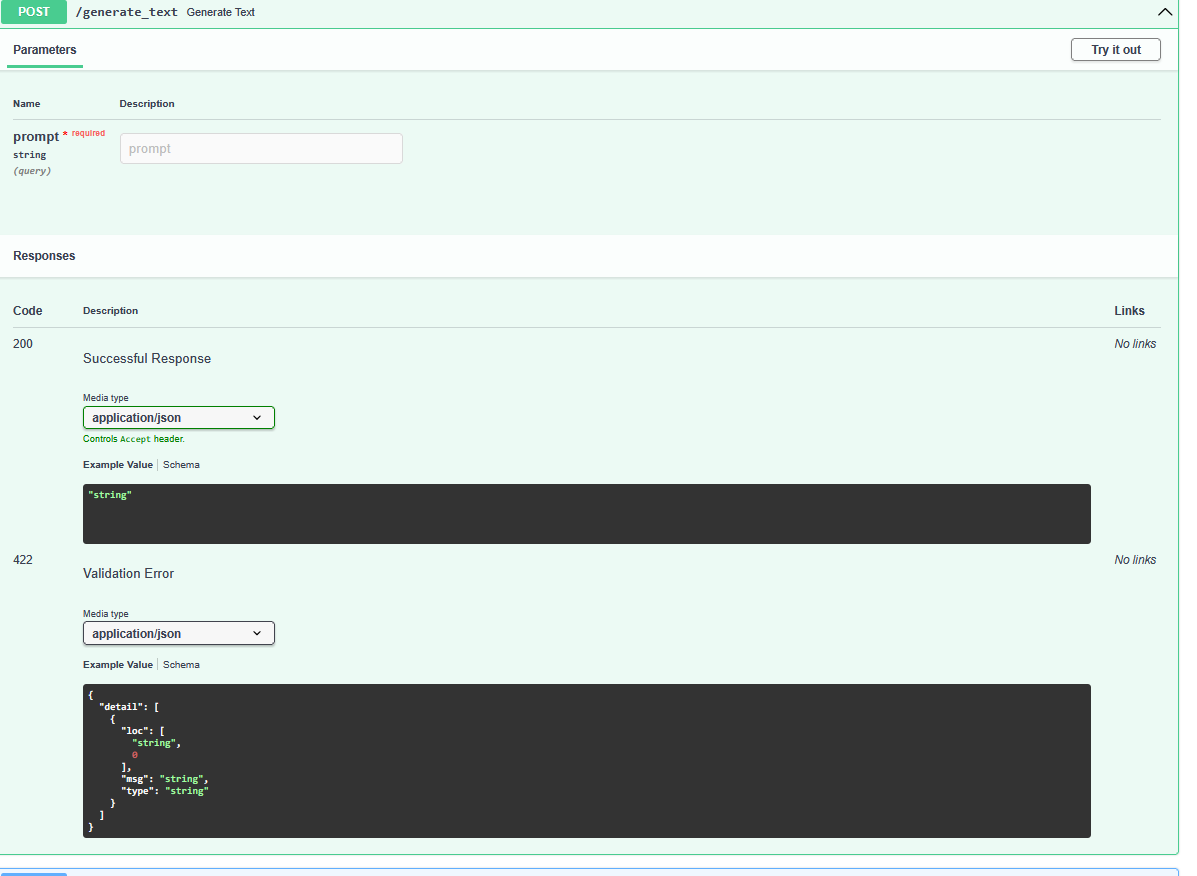 POST /generate_text Generate Text
Parameters
Try it out
Name Description
prompt * required
string
(query)
prompt
Responses
Code Description Links
200 No links
Successful Response
Media type
application/json
Controls Accept header.
Example Value Schema
"string"
422 No links
Validation Error
Media type
application/json
Example Value Schema
{
  "detail": [
    {
      "loc": [
        "string",
        0
      ],
      "msg": "string",
      "type": "string"
    }
  ]
}